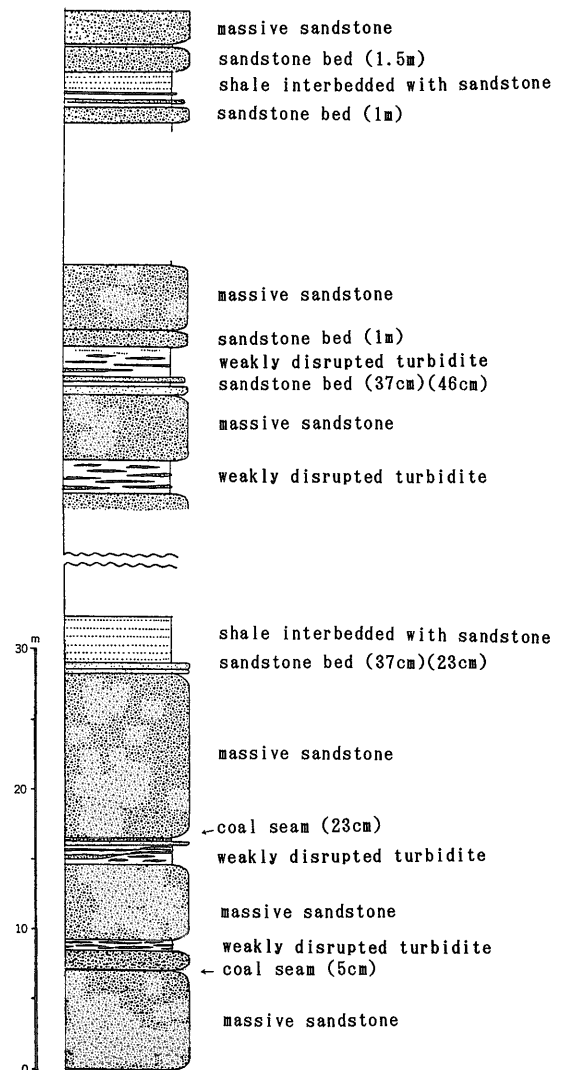 massive sandstone
sandstone bed (1.5m)
shale interbedded with sandstone
sandstone bed (1m)
massive sandstone
sandstone bed (1m)
weakly disrupted turbidite
sandstone bed (37cm)(46cm)
massive sandstone
weakly disrupted turbidite
shale interbedded with sandstone
m
30
sandstone bed (37cm)(23cm)
massive sandstone
20
←coal seam (23cm)
weakly disrupted turbidite
massive sandstone
10
weakly disrupted turbidite
← coal seam (5cm)
massive sandstone
0